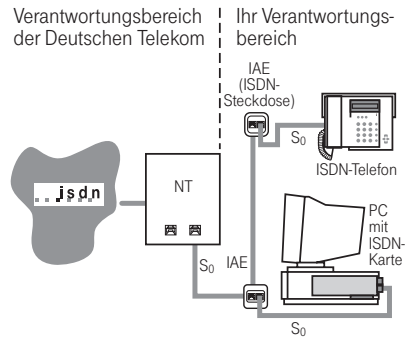 Verantwortungsbereich
der Deutschen Telekom
Ihr Verantwortungs-
bereich
IAE
(ISDN-
Steckdose)
S0
ISDN-Telefon
isdn
NT
PC
mit
ISDN-
Karte
S0
IAE
S0